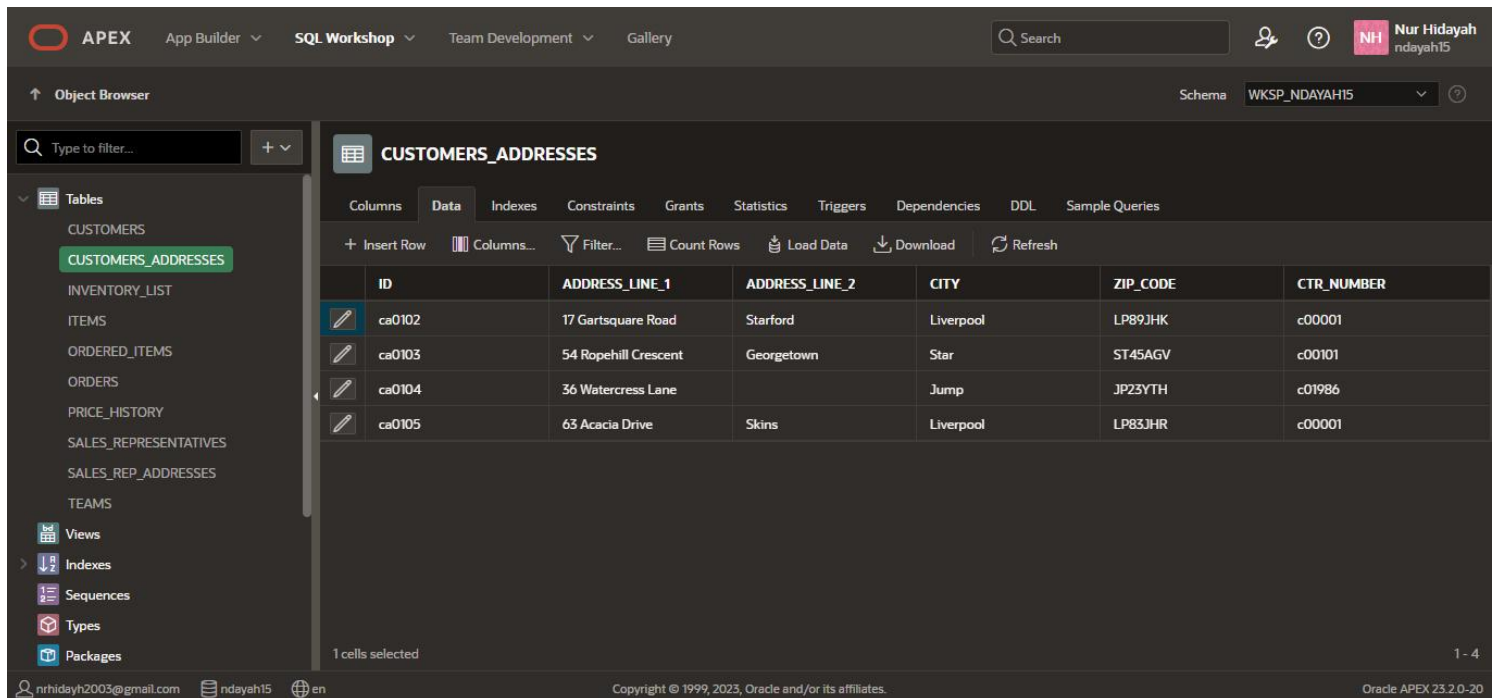 APEX App Builder SQL Workshop Team Development Gallery Search NH Nur Hidayah
ndayah15
Object Browser Schema WKSP_NDAYAH15
Type to filter...
Tables
CUSTOMERS
CUSTOMERS_ADDRESSES
INVENTORY_LIST
ITEMS
ORDERED_ITEMS
ORDERS
PRICE_HISTORY
SALES_REPRESENTATIVES
SALES_REP_ADDRESSES
TEAMS
Views
Indexes
Sequences
Types
Packages
CUSTOMERS_ADDRESSES
Columns Data Indexes Constraints Grants Statistics Triggers Dependencies DDL Sample Queries
+ Insert Row Columns... Filter... Count Rows Load Data Download Refresh
ID ADDRESS_LINE_1 ADDRESS_LINE_2 CITY ZIP_CODE CTR_NUMBER
ca0102 17 Gartsquare Road Starford Liverpool LP89JHK c00001
ca0103 54 Ropehill Crescent Georgetown Star ST45AGV c00101
ca0104 36 Watercress Lane Jump JP23YTH c01986
ca0105 63 Acacia Drive Skins Liverpool LP83JHR c00001
1 cells selected 1 - 4
nrhidayh2003@gmail.com ndayah15 en Copyright © 1999, 2023, Oracle and/or its affiliates. Oracle APEX 23.2.0-20